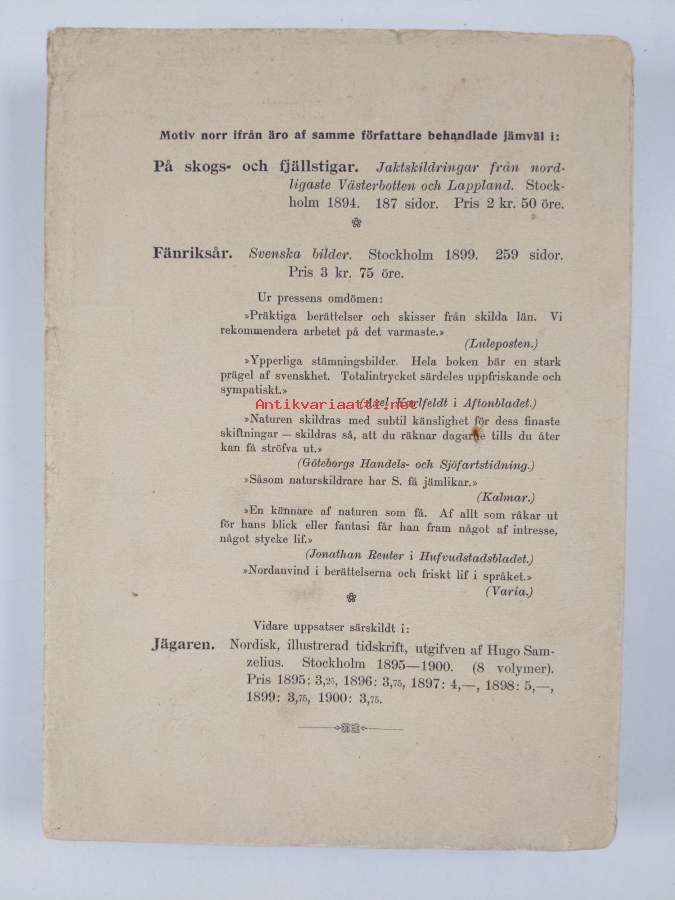 Motiv norr ifrån äro af samme författare behandlade jämväl i:
På skogs- och fjällstigar. Jaktskildringar från nord-
ligaste Västerbotten och Lappland. Stock-
holm 1894. 187 sidor. Pris 2 kr. 50 öre.
Fänriksår. Svenska bilder. Stockholm 1899. 259 sidor.
Pris 3 kr. 75 öre.
Ur pressens omdömen:
»Präktiga berättelser och skisser från skilda län. Vi
rekommendera arbetet på det varmaste.»
(Luleposten.)
»Ypperliga stämningsbilder. Hela boken bär en stark
prägel af svenskhet. Totalintrycket särdeles uppfriskande och
sympatiskt.»
(Axel Karlfeldt i Aftonbladet.)
Antikvariaatti.net
»Naturen skildras med subtil känslighet för dess finaste
skiftningar — skildras så, att du räknar dagarne tills du åter
kan få ströfva ut.»
(Göteborgs Handels- och Sjöfartstidning.)
»Såsom naturskildrare har S. få jämlikar.»
(Kalmar.)
»En kännare af naturen som få. Af allt som råkar ut
för hans blick eller fantasi får han fram något af intresse,
något stycke lif.»
(Jonathan Reuter i Hufvudstadsbladet.)
»Nordanvind i berättelserna och friskt lif i språket.»
(Varia.)
Vidare uppsatser särskildt i:
Jägaren. Nordisk, illustrerad tidskrift, utgifven af Hugo Sam-
zelius. Stockholm 1895—1900. (8 volymer).
Pris 1895: 3,25, 1896: 3,75, 1897: 4,—, 1898: 5,—,
1899: 3,75, 1900: 3,75.